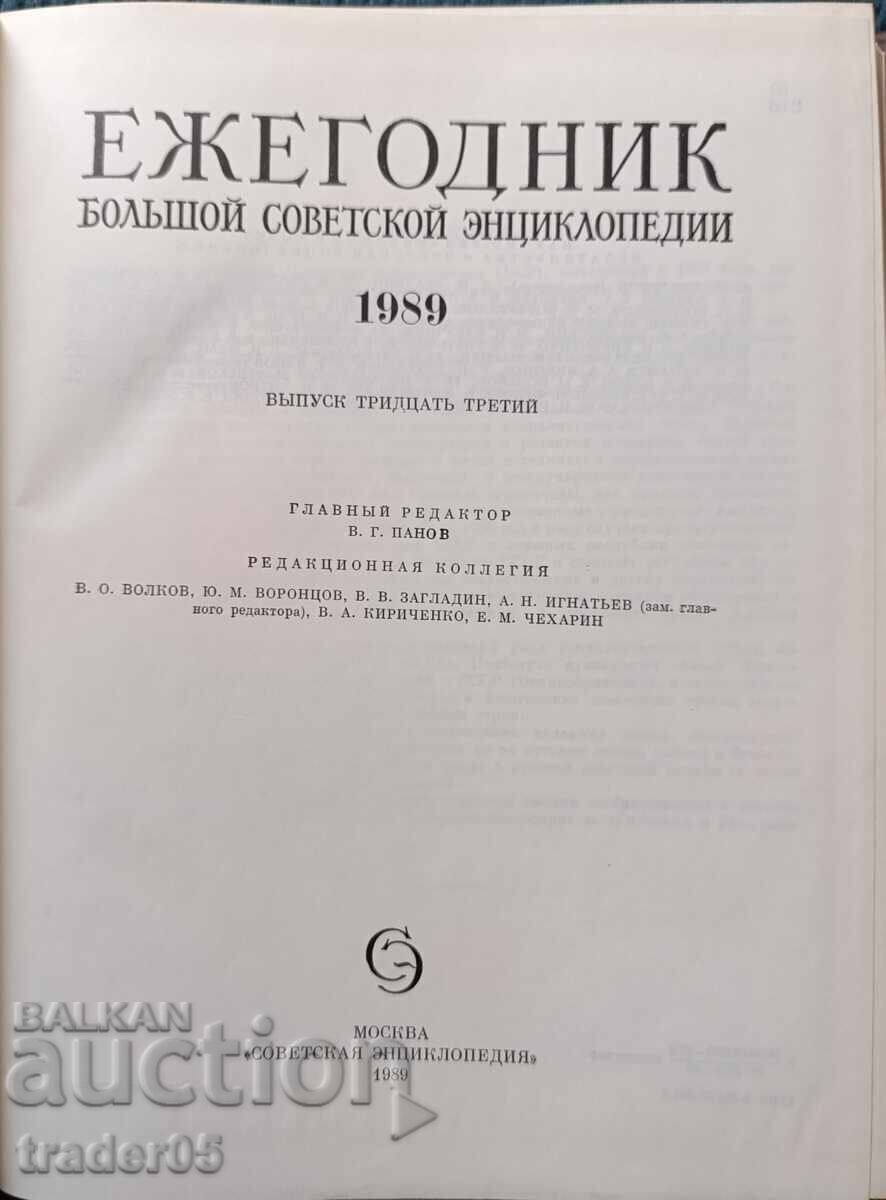 ЕЖЕГОДНИК
БОЛЬШОЙ СОВЕТСКОЙ ЭНЦИКЛОПЕДИИ
1989
ВЫПУСК ТРИДЦАТЬ ТРЕТИЙ
ГЛАВНЫЙ РЕДАКТОР
В. Г. ПАНОВ
РЕДАКЦИОННАЯ КОЛЛЕГИЯ
В. О. ВОЛКОВ, Ю. М. ВОРОНЦОВ, В. В. ЗАГЛАДИН, А. Н. ИГНАТЬЕВ (зам. глав-
ного редактора), В. А. КИРИЧЕНКО, Е. М. ЧЕХАРИН
СЭ
МОСКВА
«СОВЕТСКАЯ ЭНЦИКЛОПЕДИЯ»
1989
BALKAN
auction
trader05